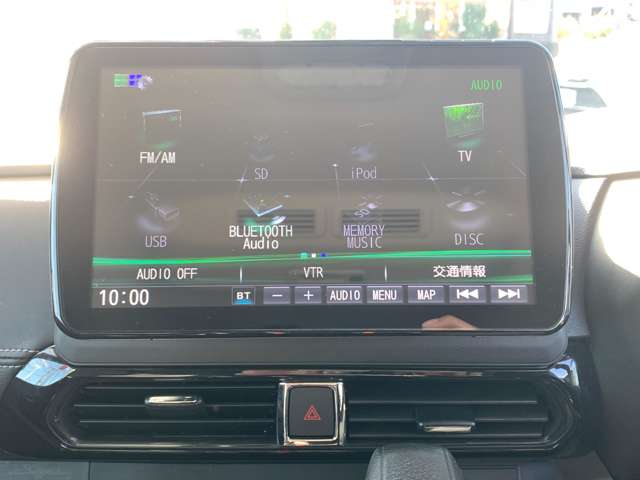 AUDIO
FM/AM
SD
iPod
TV
USB
BLUETOOTH
Audio
MEMORY
MUSIC
DISC
AUDIO OFF
VTR
交通情報
10:00
BT
AUDIO
MENU
MAP